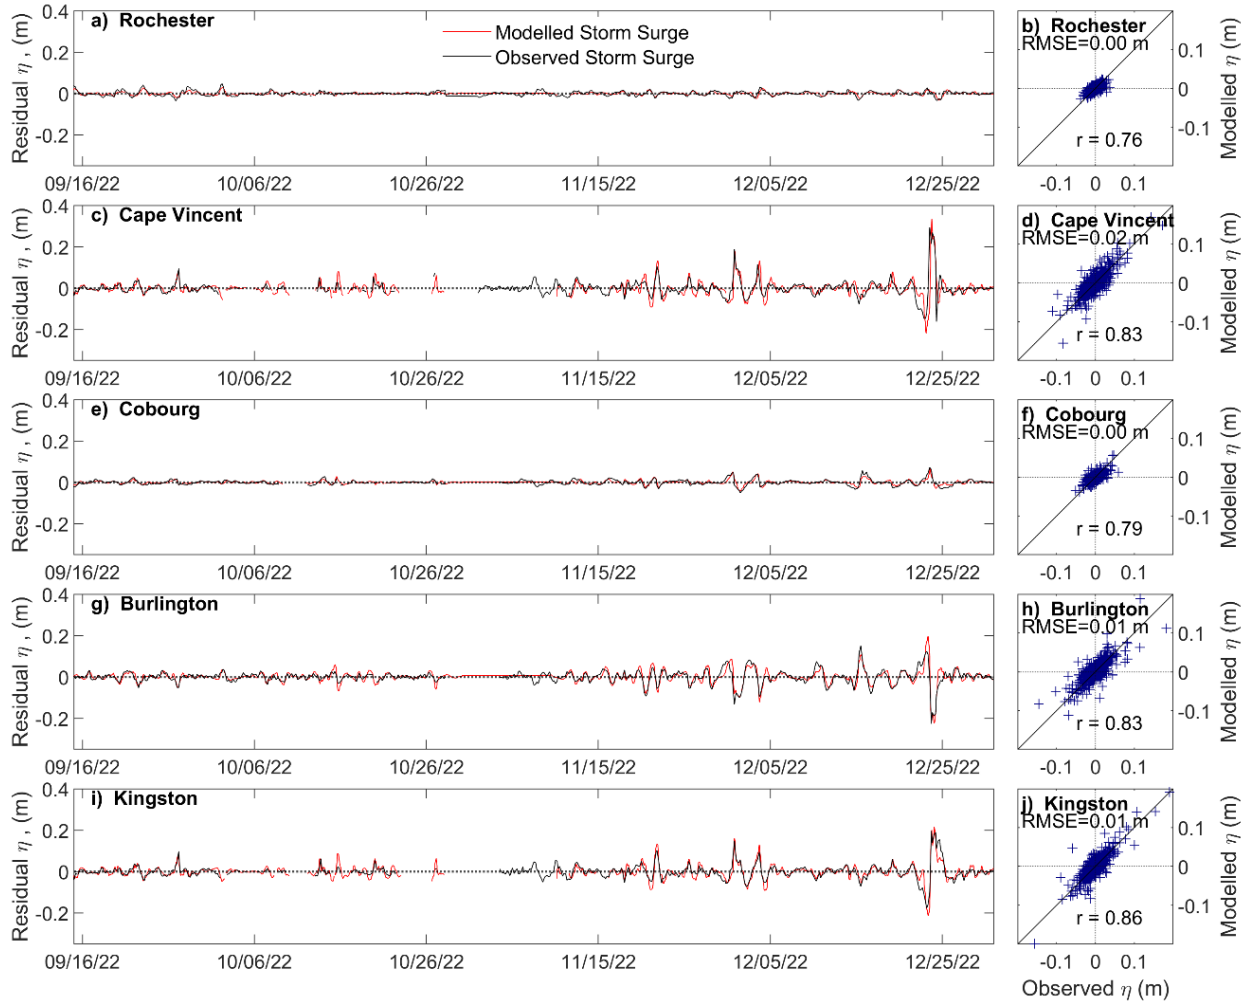 a) Rochester
Modelled Storm Surge
Observed Storm Surge
Residual η , (m)
0.4
0.2
0
-0.2
09/16/22 10/06/22 10/26/22 11/15/22 12/05/22 12/25/22
b) Rochester
RMSE=0.00 m
r = 0.76
0.1
0
-0.1
Modelled η (m)
-0.1 0 0.1
c) Cape Vincent
Residual η , (m)
0.4
0.2
0
-0.2
09/16/22 10/06/22 10/26/22 11/15/22 12/05/22 12/25/22
d) Cape Vincent
RMSE=0.02 m
r = 0.83
0.1
0
-0.1
Modelled η (m)
-0.1 0 0.1
e) Cobourg
Residual η , (m)
0.4
0.2
0
-0.2
09/16/22 10/06/22 10/26/22 11/15/22 12/05/22 12/25/22
f) Cobourg
RMSE=0.00 m
r = 0.79
0.1
0
-0.1
Modelled η (m)
-0.1 0 0.1
g) Burlington
Residual η , (m)
0.4
0.2
0
-0.2
09/16/22 10/06/22 10/26/22 11/15/22 12/05/22 12/25/22
h) Burlington
RMSE=0.01 m
r = 0.83
0.1
0
-0.1
Modelled η (m)
-0.1 0 0.1
i) Kingston
Residual η , (m)
0.4
0.2
0
-0.2
09/16/22 10/06/22 10/26/22 11/15/22 12/05/22 12/25/22
j) Kingston
RMSE=0.01 m
r = 0.86
0.1
0
-0.1
Modelled η (m)
-0.1 0 0.1
Observed η (m)